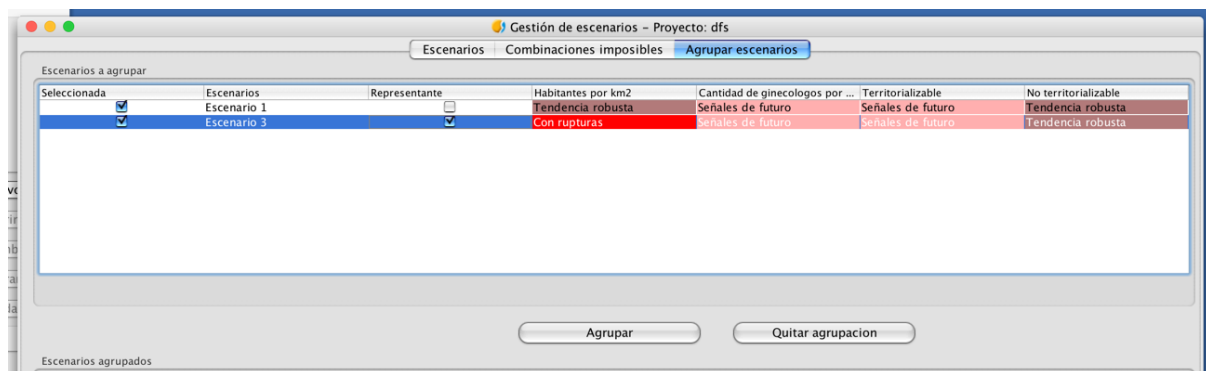 Gestión de escenarios – Proyecto: dfs
Escenarios Combinaciones imposibles Agrupar escenarios
Escenarios a agrupar
Seleccionada Escenarios Representante Habitantes por km2 Cantidad de ginecologos por ... Territorializable No territorializable
Escenario 1 Tendencia robusta Señales de futuro Señales de futuro Tendencia robusta
Escenario 3 Con rupturas Señales de futuro Señales de futuro Tendencia robusta
Agrupar Quitar agrupacion
Escenarios agrupados